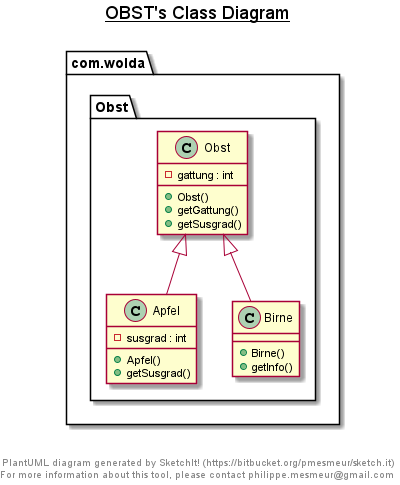 OBST's Class Diagram
com.wolda
Obst
C Obst
gattung : int
Obst()
getGattung()
getSusgrad()
C Apfel
susgrad : int
Apfel()
getSusgrad()
C Birne
Birne()
getInfo()
PlantUML diagram generated by SketchIt! (https://bitbucket.org/pmesmeur/sketch.it)
For more information about this tool, please contact philippe.mesmeur@gmail.com